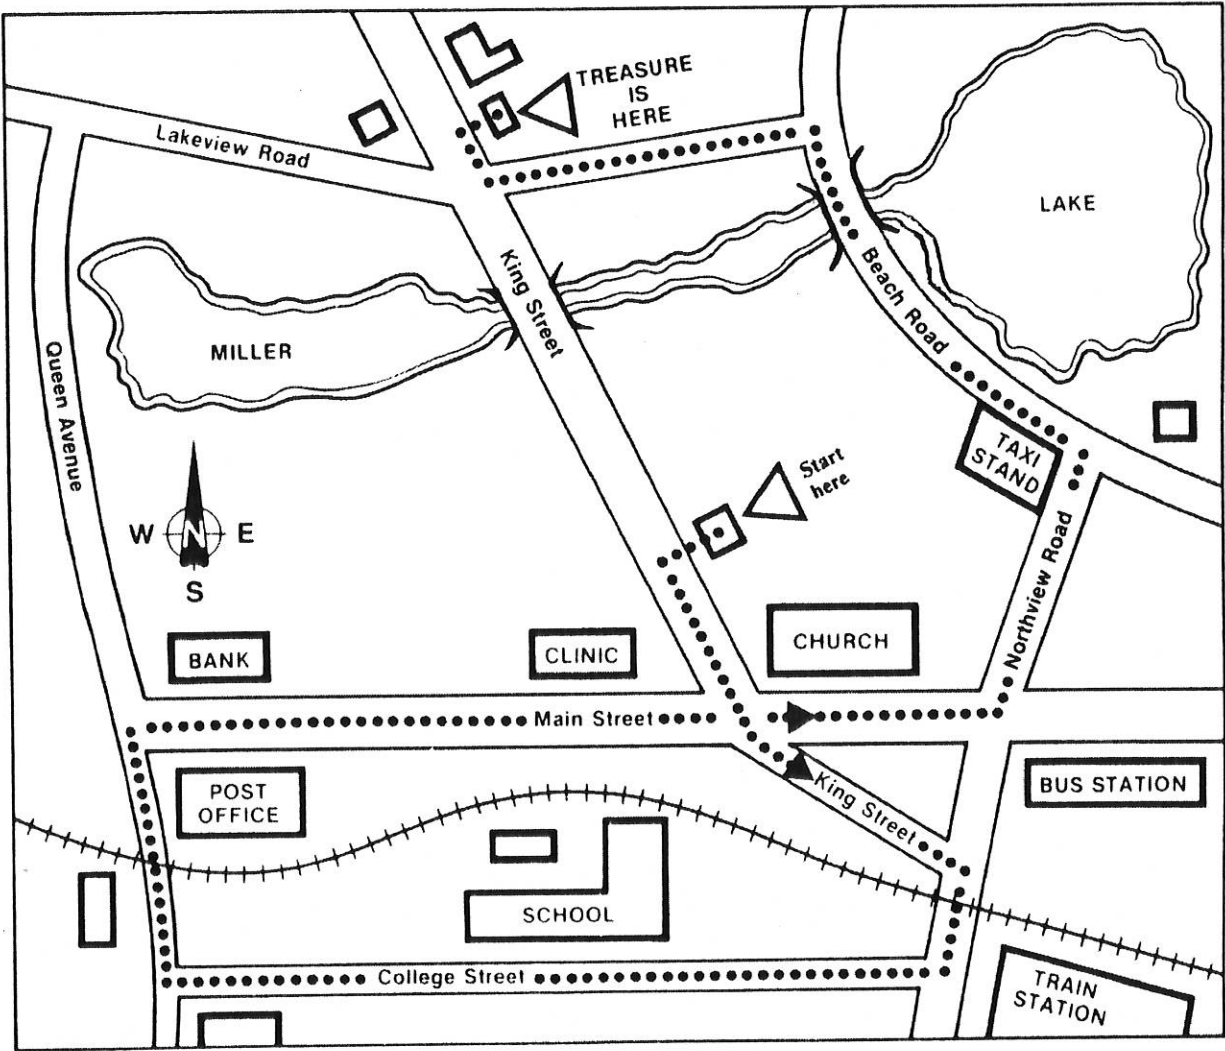 TREASURE
IS
HERE
Lakeview Road
LAKE
King Street
Beach Road
MILLER
Queen Avenue
TAXI
STAND
Start
here
N
W
E
S
Northview Road
BANK
CLINIC
CHURCH
Main Street
POST
OFFICE
King Street
BUS STATION
SCHOOL
College Street
TRAIN
STATION